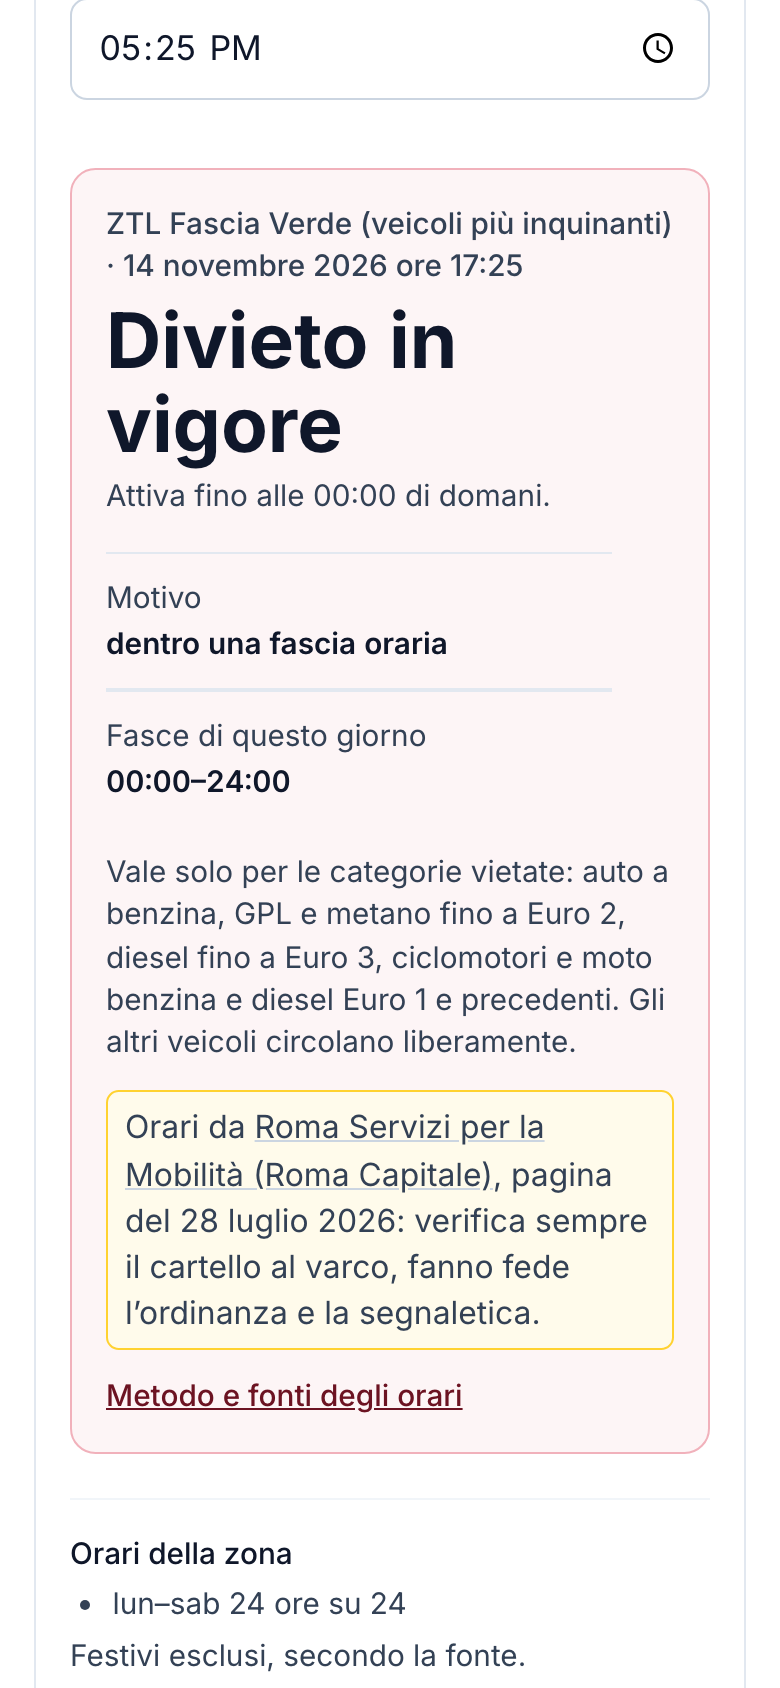 05:25 PM
ZTL Fascia Verde (veicoli più inquinanti)
· 14 novembre 2026 ore 17:25
Divieto in
vigore
Attiva fino alle 00:00 di domani.
Motivo
dentro una fascia oraria
Fasce di questo giorno
00:00–24:00
Vale solo per le categorie vietate: auto a
benzina, GPL e metano fino a Euro 2,
diesel fino a Euro 3, ciclomotori e moto
benzina e diesel Euro 1 e precedenti. Gli
altri veicoli circolano liberamente.
Orari da Roma Servizi per la
Mobilità (Roma Capitale), pagina
del 28 luglio 2026: verifica sempre
il cartello al varco, fanno fede
l’ordinanza e la segnaletica.
Metodo e fonti degli orari
Orari della zona
• lun–sab 24 ore su 24
Festivi esclusi, secondo la fonte.